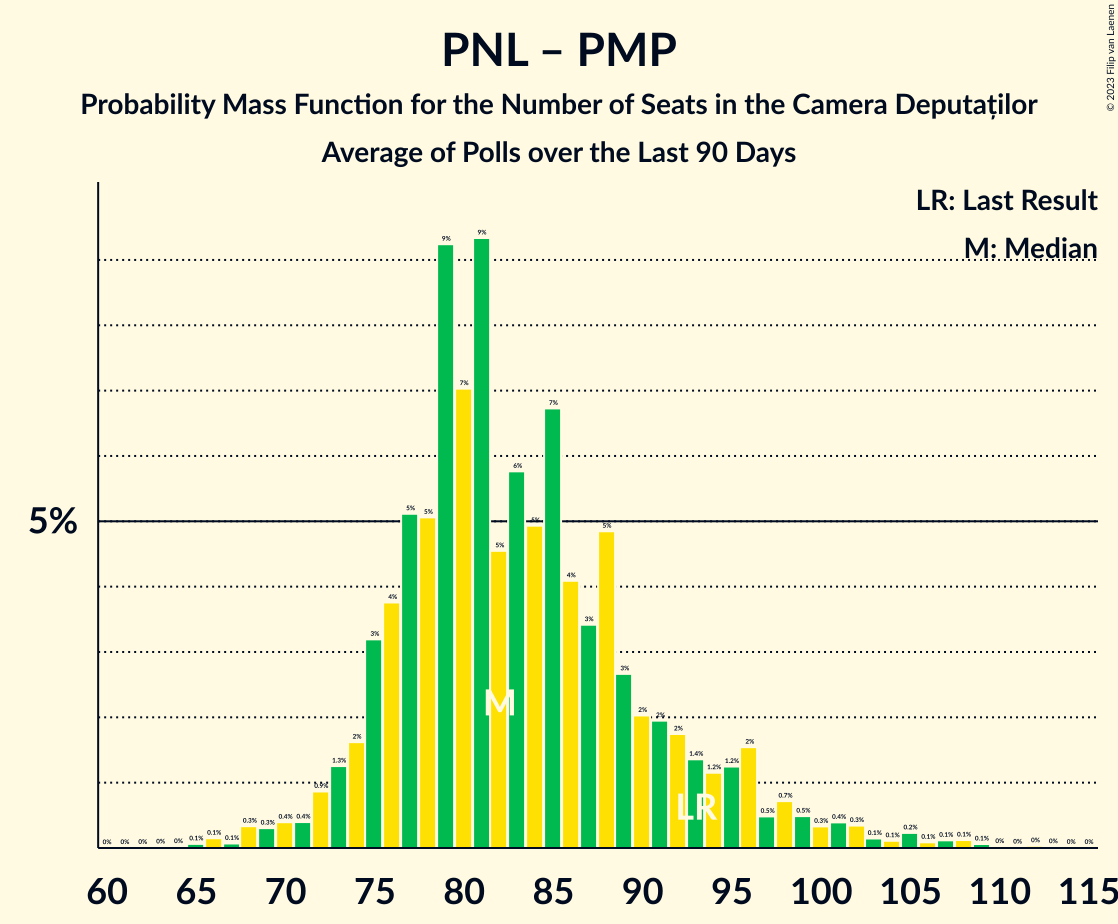 PNL – PMP
Probability Mass Function for the Number of Seats in the Camera Deputaților
Average of Polls over the Last 90 Days
© 2023 Filip van Laenen
LR: Last Result
M: Median
5%
0% 0% 0% 0% 0% 0.1% 0.1% 0.1% 0.3% 0.3% 0.4% 0.4% 0.9% 1.3% 2% 3% 4% 5% 5% 9% 7% 9% 5% 6% 5% 7% 4% 3% 5% 3% 2% 2% 2% 1.4% 1.2% 1.2% 2% 0.5% 0.7% 0.5% 0.3% 0.4% 0.3% 0.1% 0.1% 0.2% 0.1% 0.1% 0.1% 0.1% 0% 0% 0% 0% 0% 0%
M
LR
60 65 70 75 80 85 90 95 100 105 110 115